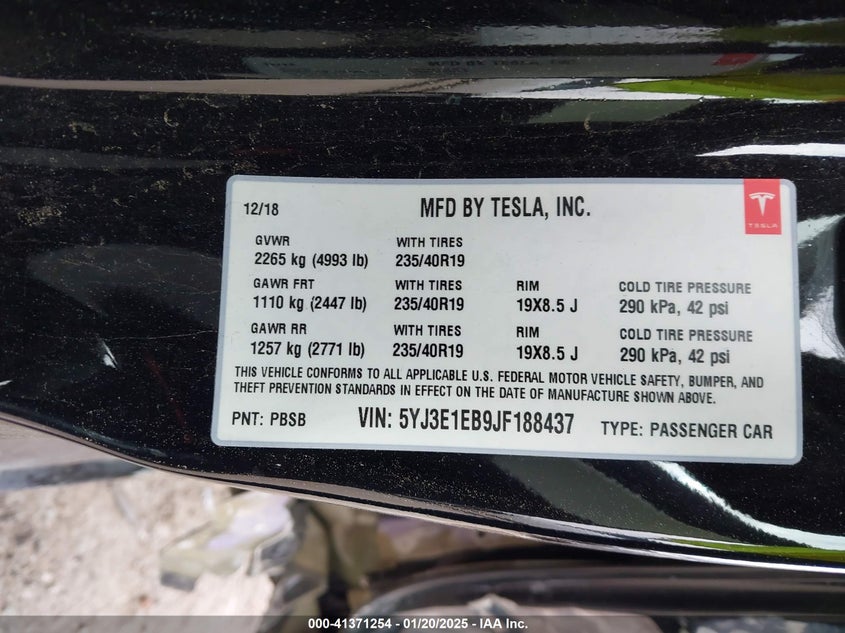 12/18 MFD BY TESLA, INC.
TESLA
GVWR WITH TIRES
2265 kg (4993 lb) 235/40R19
GAWR FRT WITH TIRES RIM COLD TIRE PRESSURE
1110 kg (2447 lb) 235/40R19 19X8.5 J 290 kPa, 42 psi
GAWR RR WITH TIRES RIM COLD TIRE PRESSURE
1257 kg (2771 lb) 235/40R19 19X8.5 J 290 kPa, 42 psi
THIS VEHICLE CONFORMS TO ALL APPLICABLE U.S. FEDERAL MOTOR VEHICLE SAFETY, BUMPER, AND
THEFT PREVENTION STANDARDS IN EFFECT ON THE DATE OF MANUFACTURE SHOWN ABOVE.
PNT: PBSB VIN: 5YJ3E1EB9JF188437 TYPE: PASSENGER CAR
000-41371254 - 01/20/2025 - IAA Inc.